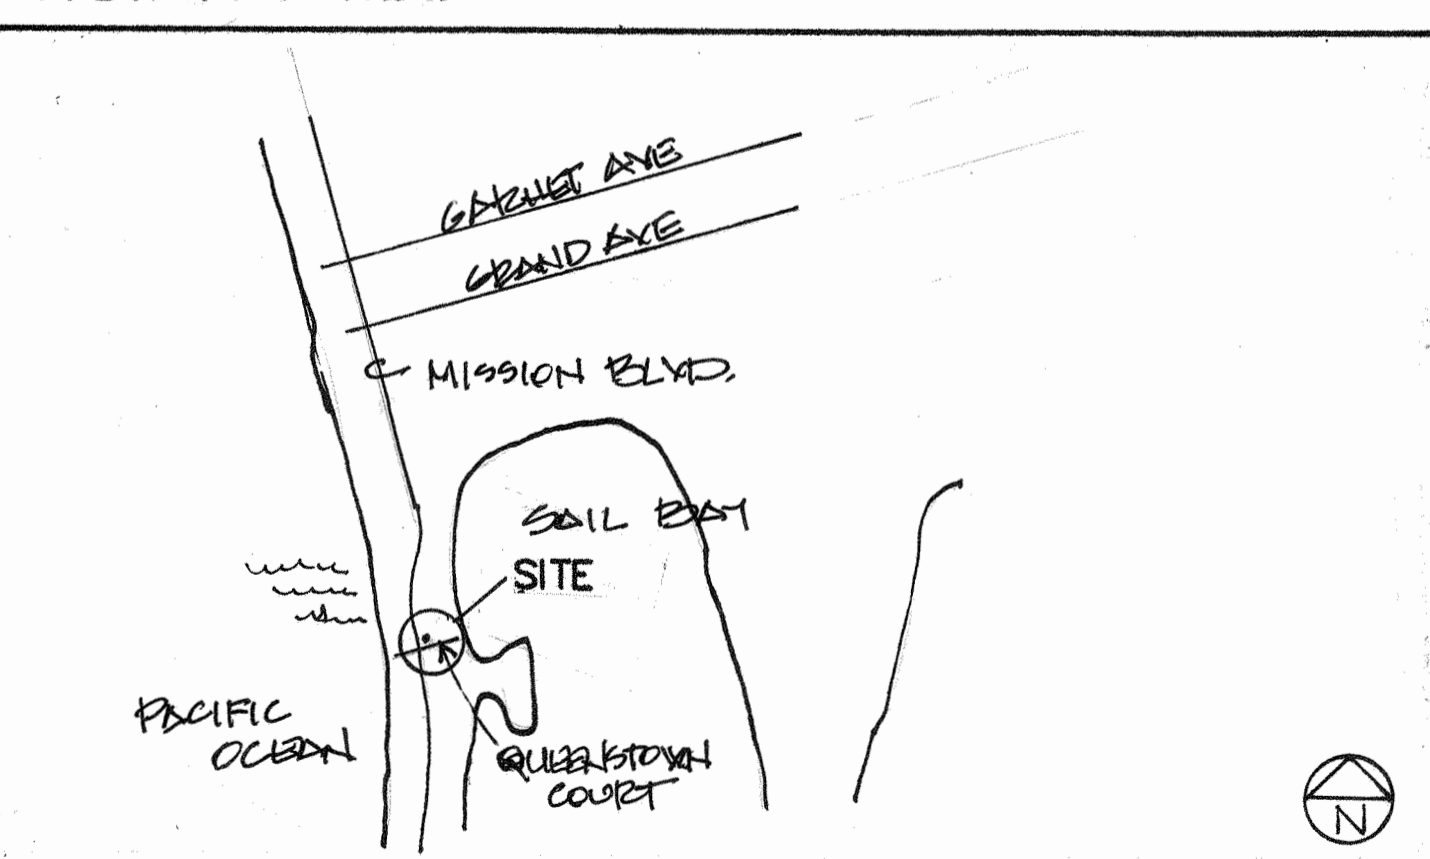 GARNET AVE
GRAND AVE
MISSION BLVD.
SAIL BAY
SITE
PACIFIC
OCEAN
QUEENSTOWN
COURT
N